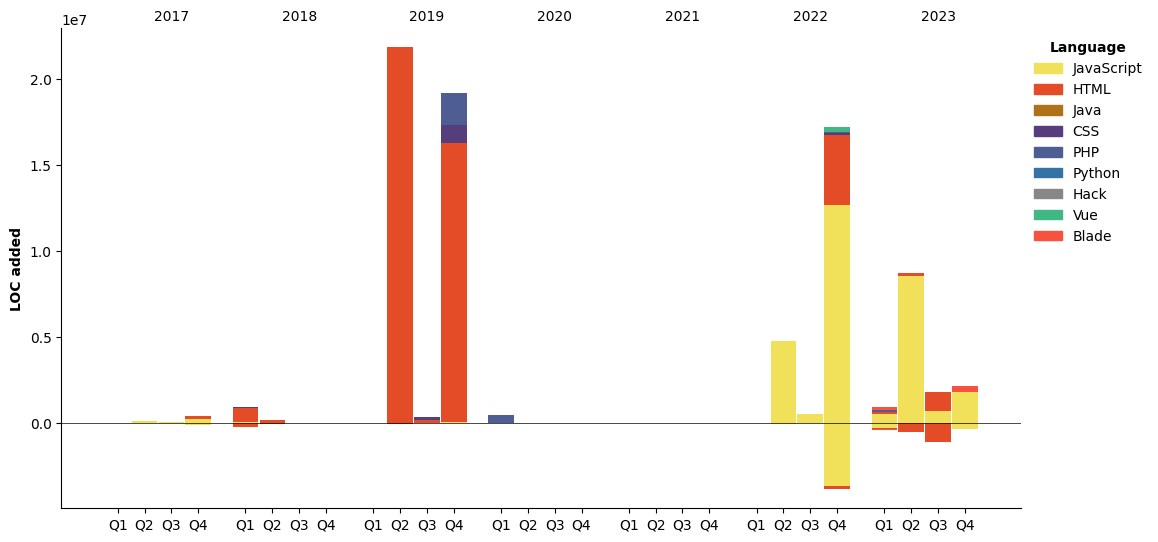 1e7
2017 2018 2019 2020 2021 2022 2023
LOC added
2.0
1.5
1.0
0.5
0.0
Q1 Q2 Q3 Q4 Q1 Q2 Q3 Q4 Q1 Q2 Q3 Q4 Q1 Q2 Q3 Q4 Q1 Q2 Q3 Q4 Q1 Q2 Q3 Q4 Q1 Q2 Q3 Q4
Language
JavaScript
HTML
Java
CSS
PHP
Python
Hack
Vue
Blade